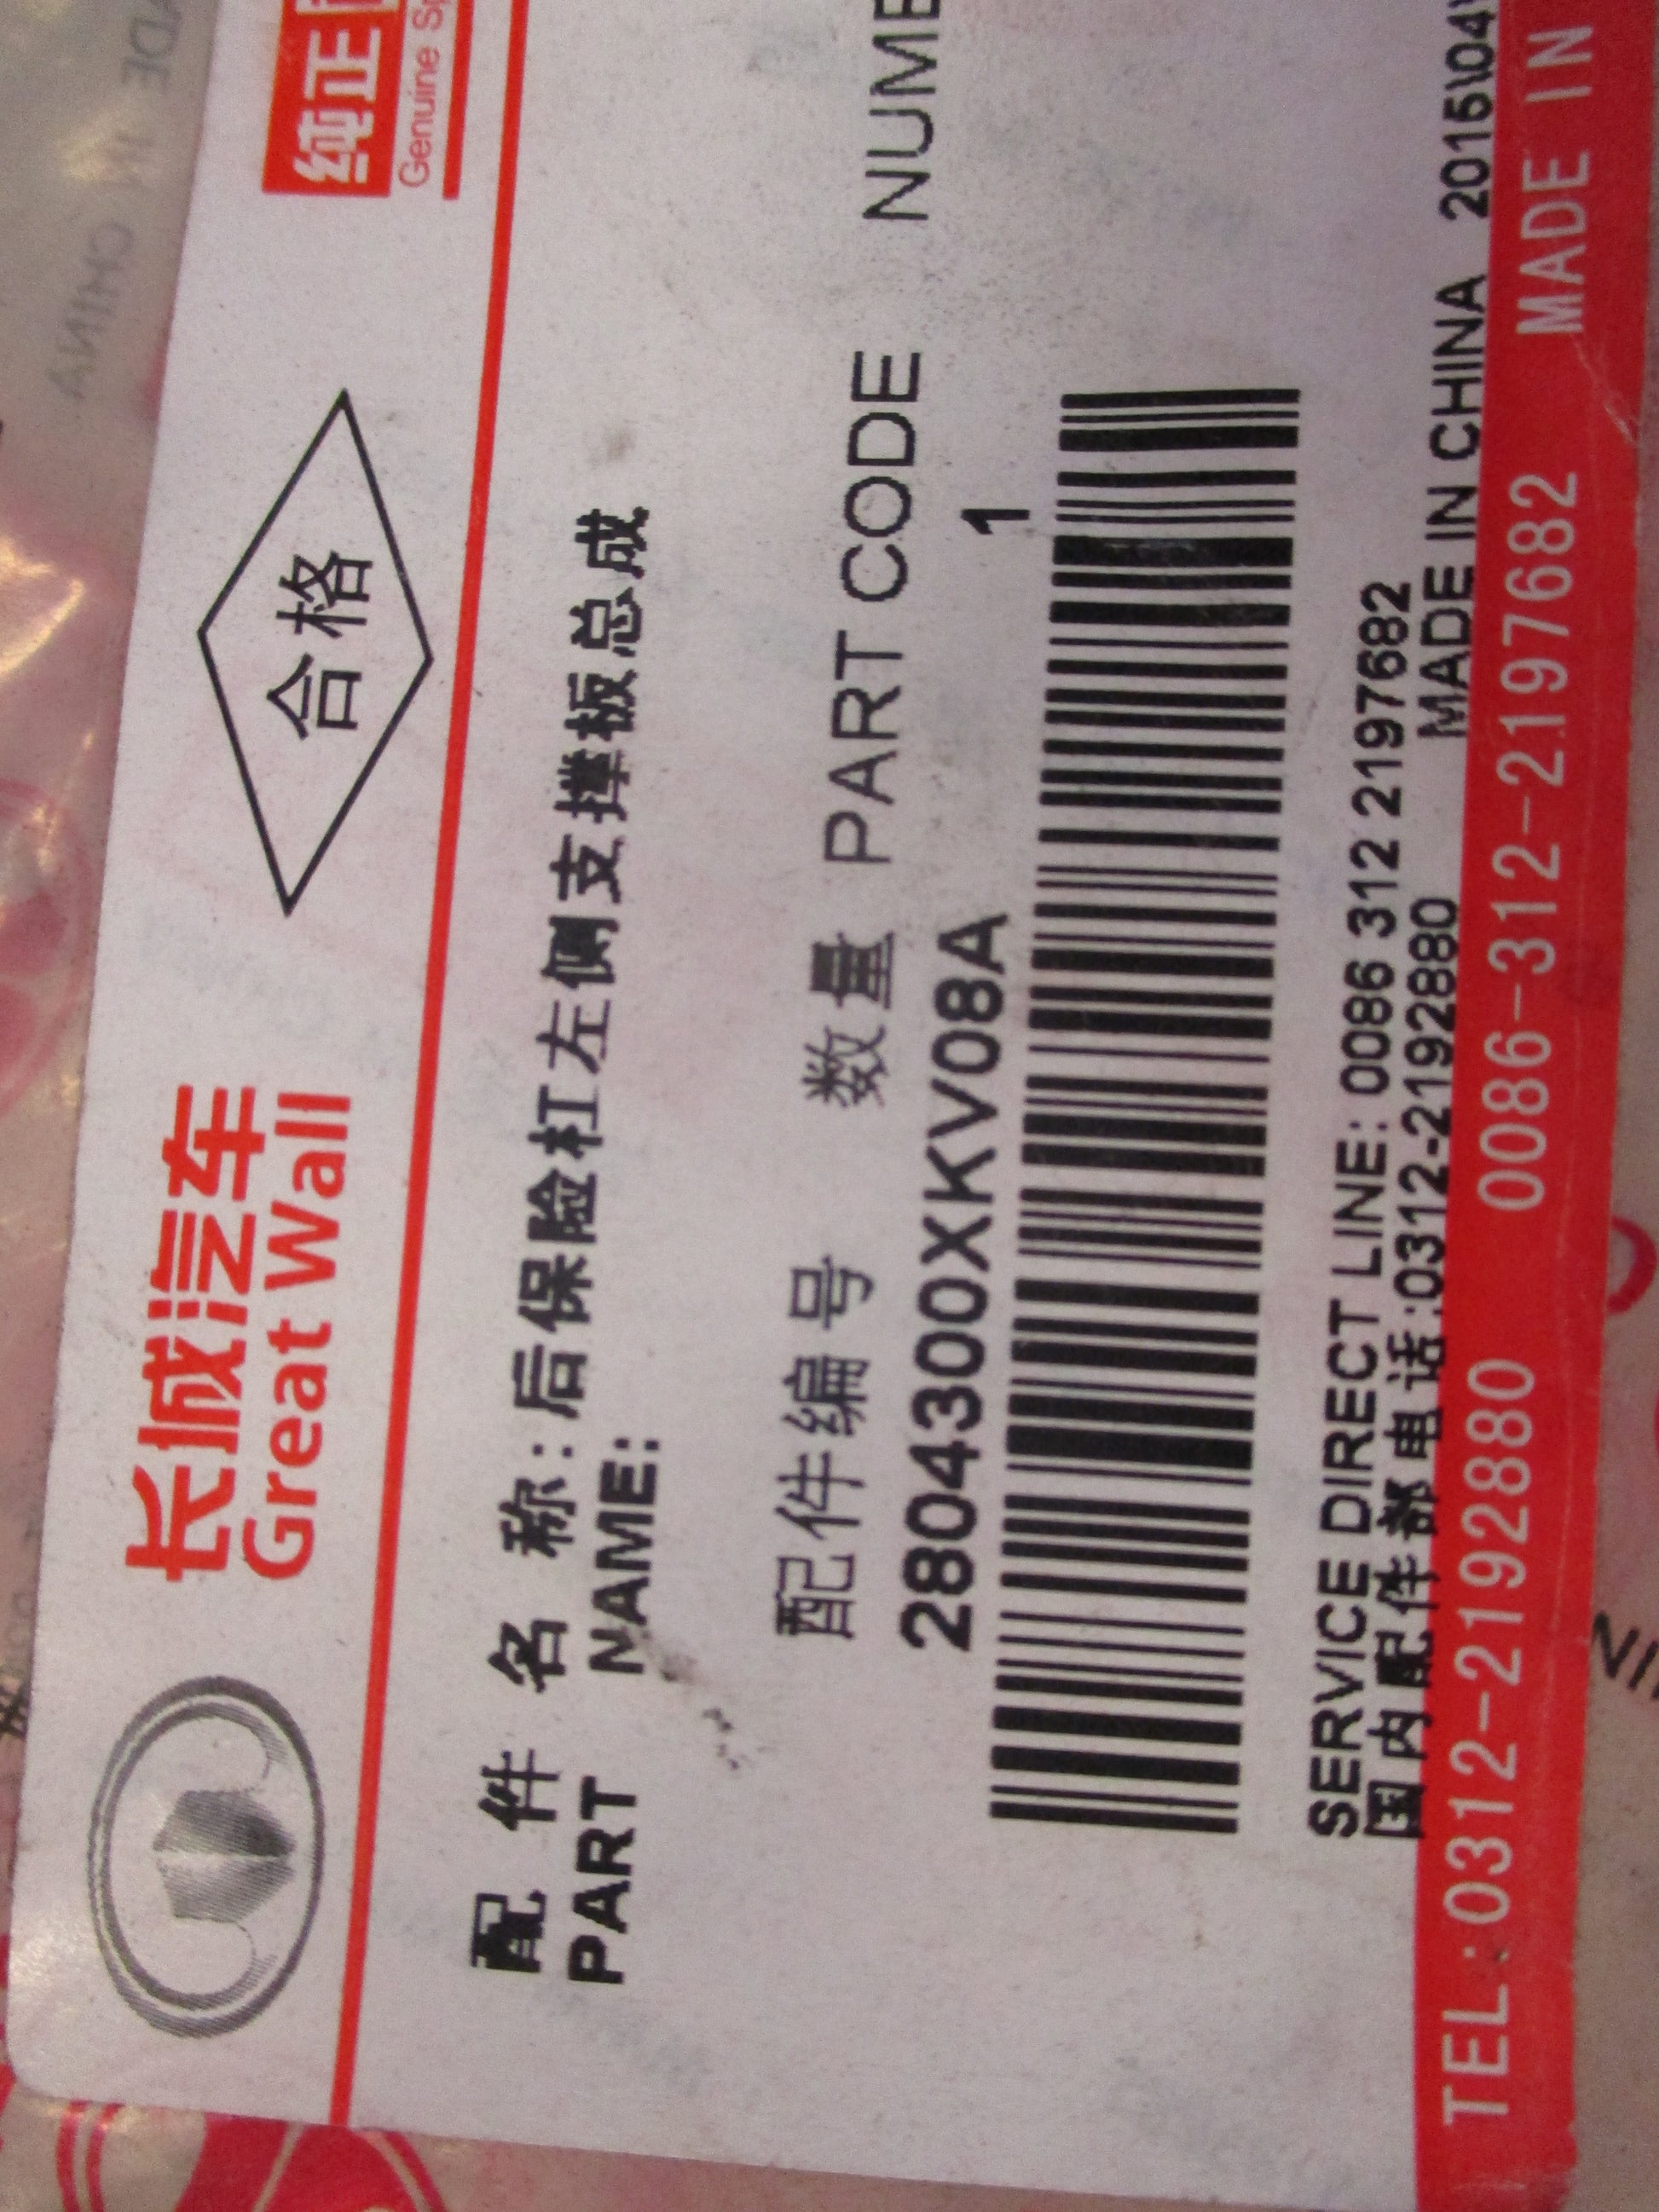 长城汽车
Great Wall
合格
纯正
Genuine
配 件 名 称:后保险杠左侧支撑板总成
PART NAME:
配件编号 数量 PART CODE
2804300XKV08A 1
SERVICE DIRECT LINE: 0086 312 2197682
国内配件部电话:0312-2192880 MADE IN CHINA 2015\04\
TEL:0312-2192880 0086-312-2197682 MADE IN
CHINA